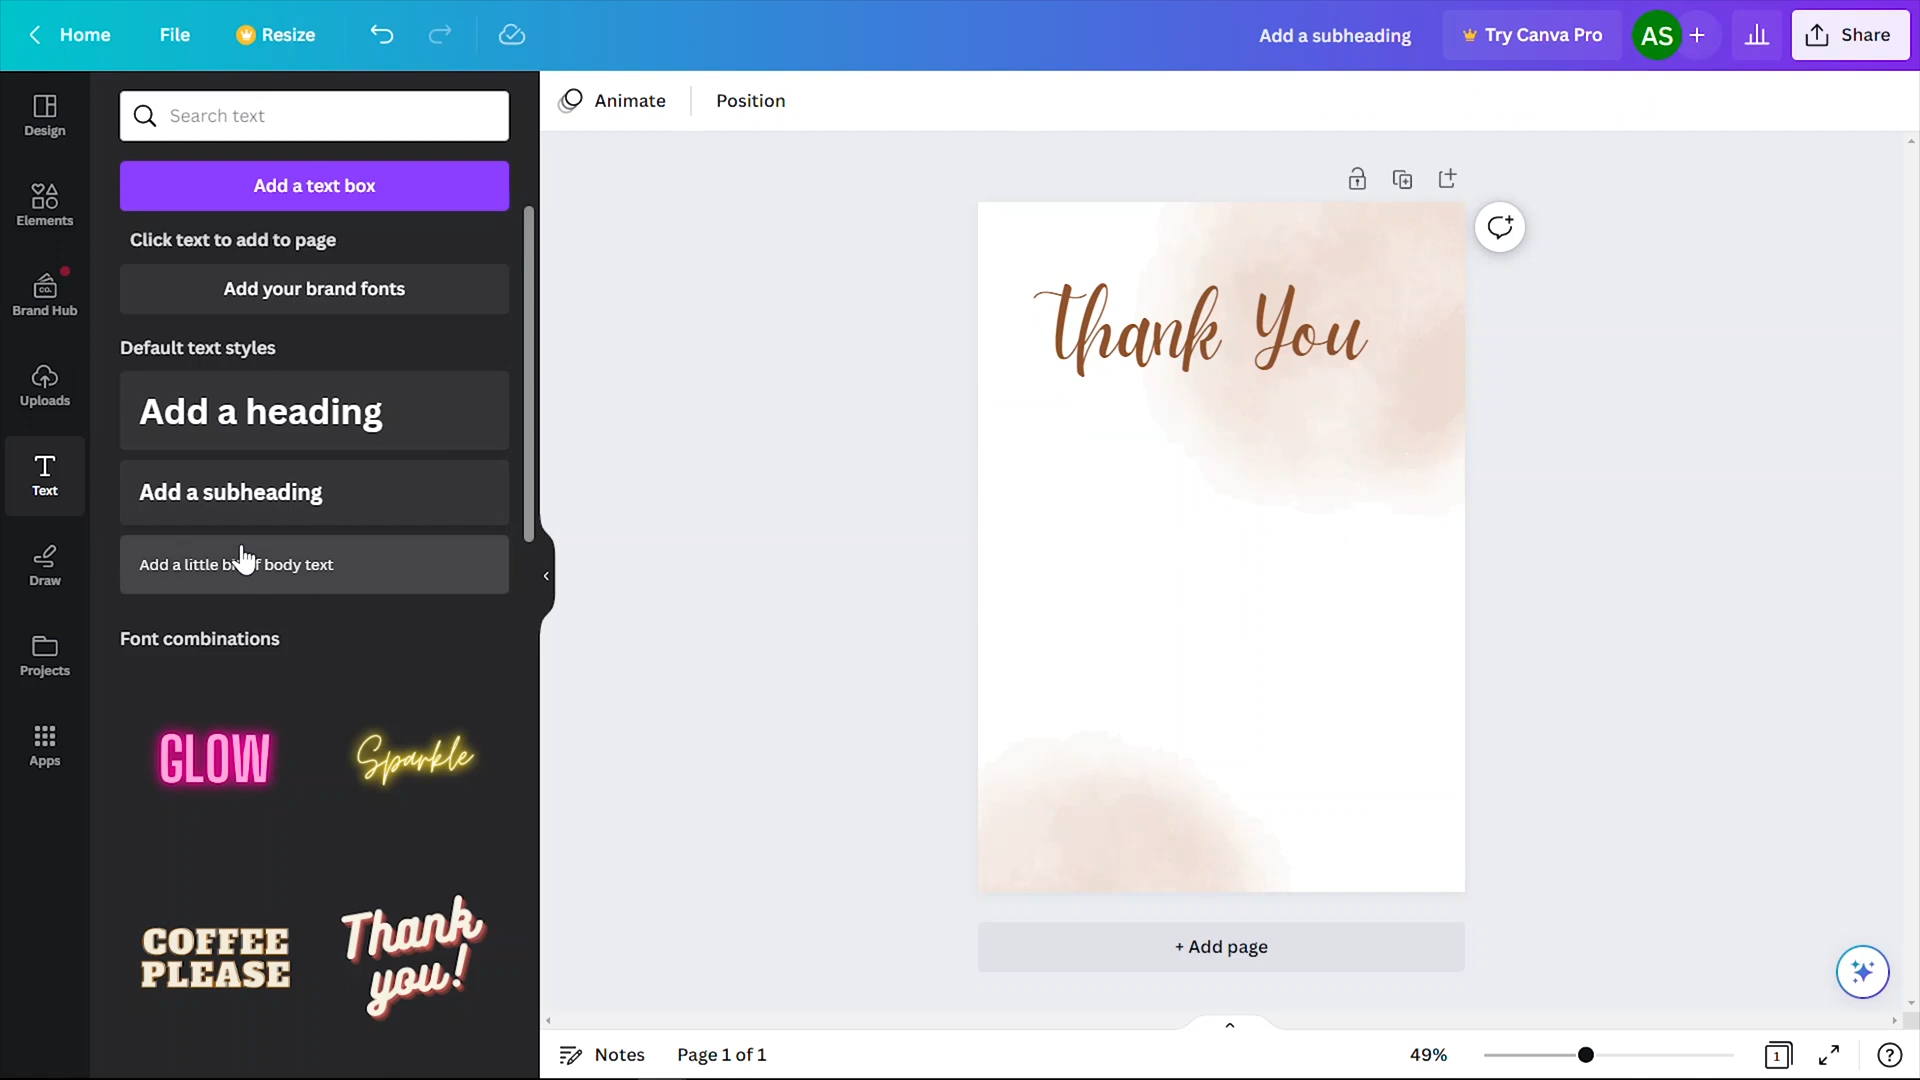 Home File Resize Add a subheading Try Canva Pro AS + Share
Search text
Animate Position
Design
Add a text box
Elements
Click text to add to page
Brand Hub
CO.
Add your brand fonts
Default text styles
Uploads
Add a heading
Text
Add a subheading
Draw
Add a little bit of body text
Projects
Font combinations
Apps
GLOW
Sparkle
COFFEE
PLEASE
Thank
you!
Thank You
+ Add page
Notes Page 1 of 1 49% 1 ?